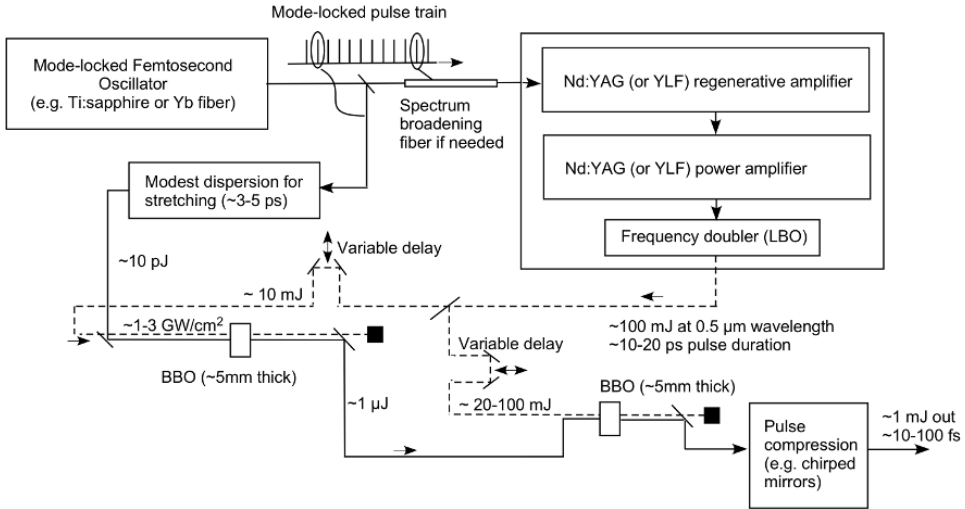 Mode-locked pulse train
Mode-locked Femtosecond
Oscillator
(e.g. Ti:sapphire or Yb fiber)
Spectrum
broadening
fiber if needed
Nd:YAG (or YLF) regenerative amplifier
Nd:YAG (or YLF) power amplifier
Frequency doubler (LBO)
Modest dispersion for
stretching (~3-5 ps)
Variable delay
~10 pJ
~ 10 mJ
~1-3 GW/cm²
BBO (~5mm thick)
~100 mJ at 0.5 μm wavelength
~10-20 ps pulse duration
Variable delay
~1 μJ
~ 20-100 mJ
BBO (~5mm thick)
Pulse
compression
(e.g. chirped
mirrors)
~1 mJ out
~10-100 fs